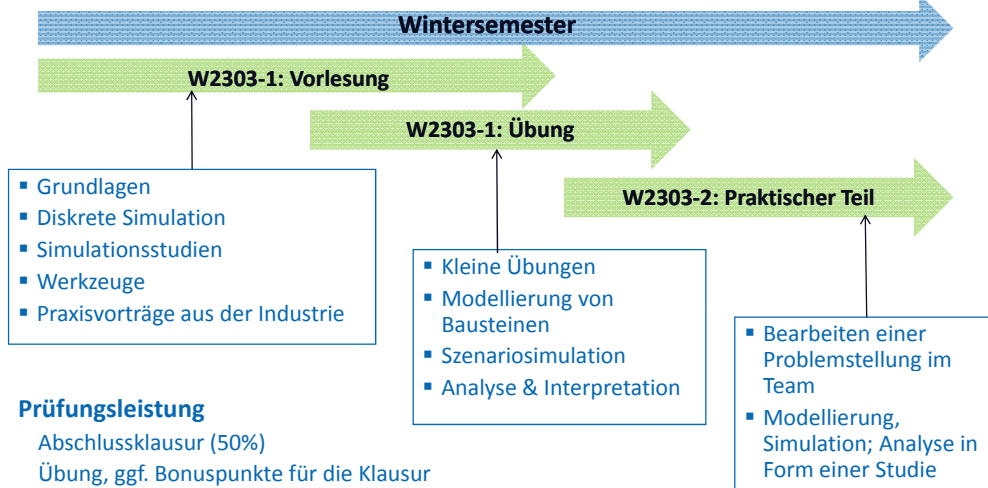 Wintersemester
W2303-1: Vorlesung
W2303-1: Übung
W2303-2: Praktischer Teil
▪ Grundlagen
▪ Diskrete Simulation
▪ Simulationsstudien
▪ Werkzeuge
▪ Praxisvorträge aus der Industrie
▪ Kleine Übungen
▪ Modellierung von
Bausteinen
▪ Szenariosimulation
▪ Analyse & Interpretation
▪ Bearbeiten einer
Problemstellung im
Team
▪ Modellierung,
Simulation; Analyse in
Form einer Studie
Prüfungsleistung
Abschlussklausur (50%)
Übung, ggf. Bonuspunkte für die Klausur